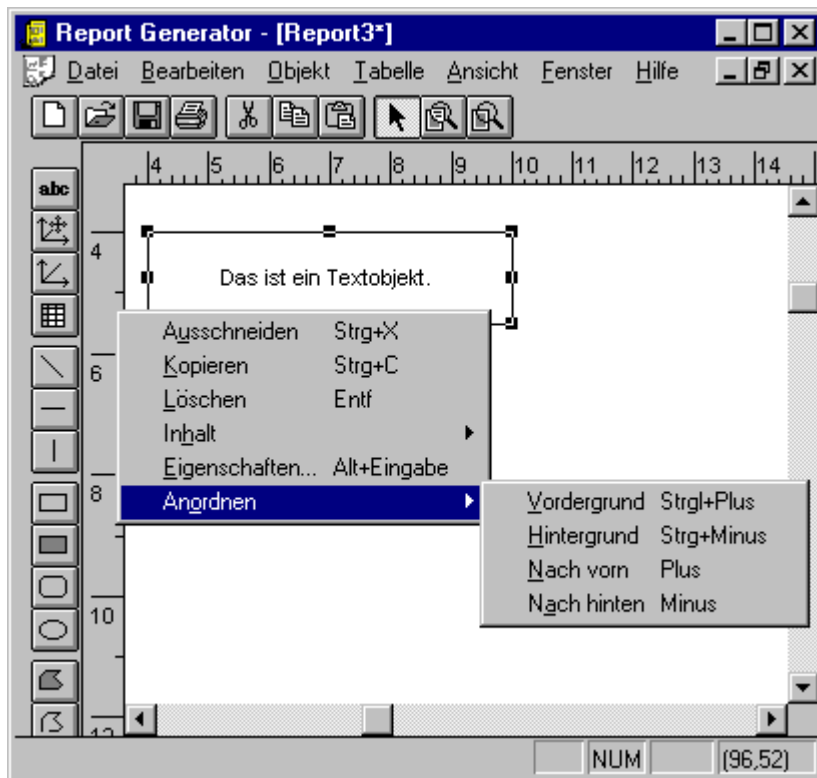 Report Generator - [Report3*]
Datei Bearbeiten Objekt Tabelle Ansicht Fenster Hilfe
4 5 6 7 8 9 10 11 12 13 14
abc
4
Das ist ein Textobjekt.
Ausschneiden Strg+X
6
Kopieren Strg+C
Löschen Entf
Inhalt
Eigenschaften... Alt+Eingabe
8
Angrdnen
Vordergrund Strgl+Plus
Hintergrund Strg+Minus
Nach vorn Plus
Nach hinten Minus
10
12
NUM (96,52)